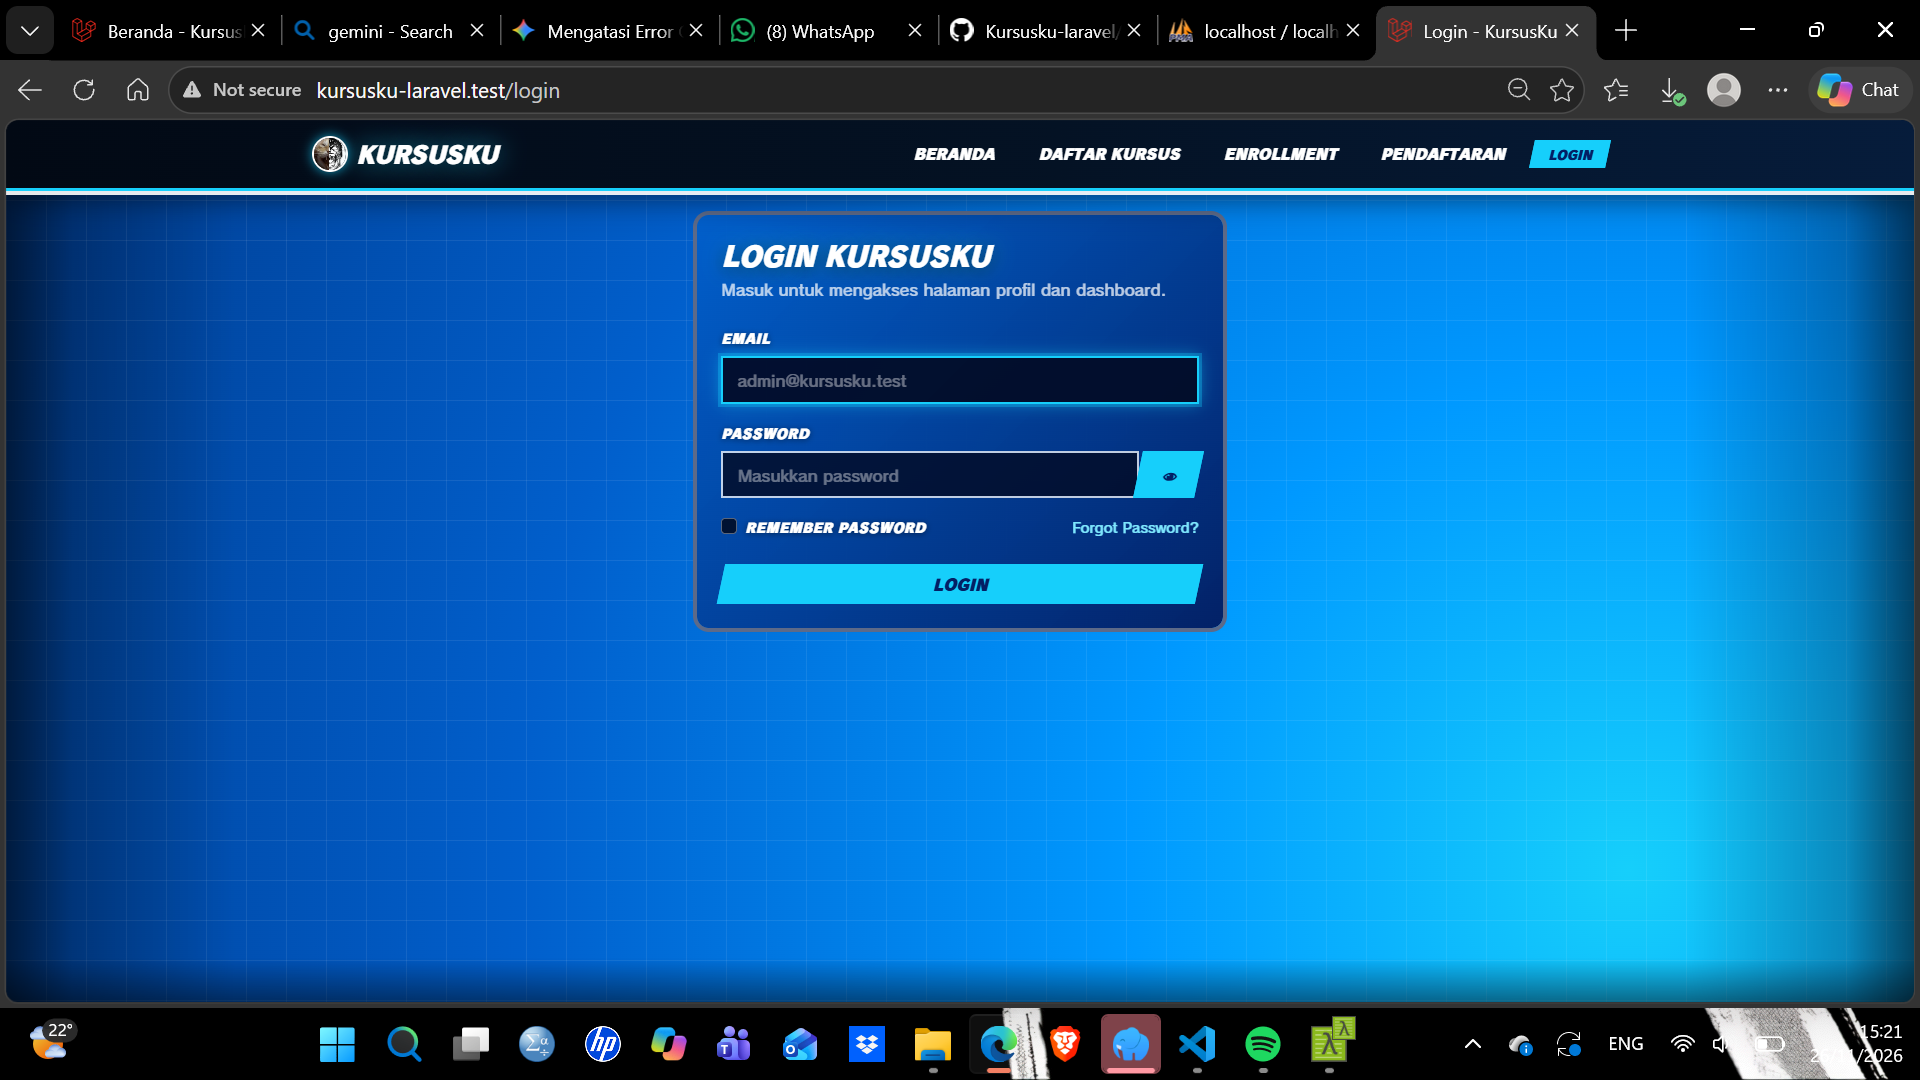 Beranda - Kursus
gemini - Search
Mengatasi Error
(8) WhatsApp
Kursusku-laravel/
localhost / localh
Login - KursusKu
Not secure
kursusku-laravel.test/login
Chat
KURSUSKU
BERANDA
DAFTAR KURSUS
ENROLLMENT
PENDAFTARAN
LOGIN
LOGIN KURSUSKU
Masuk untuk mengakses halaman profil dan dashboard.
EMAIL
admin@kursusku.test
PASSWORD
Masukkan password
REMEMBER PASSWORD
Forgot Password?
LOGIN
22°
ENG
15:21